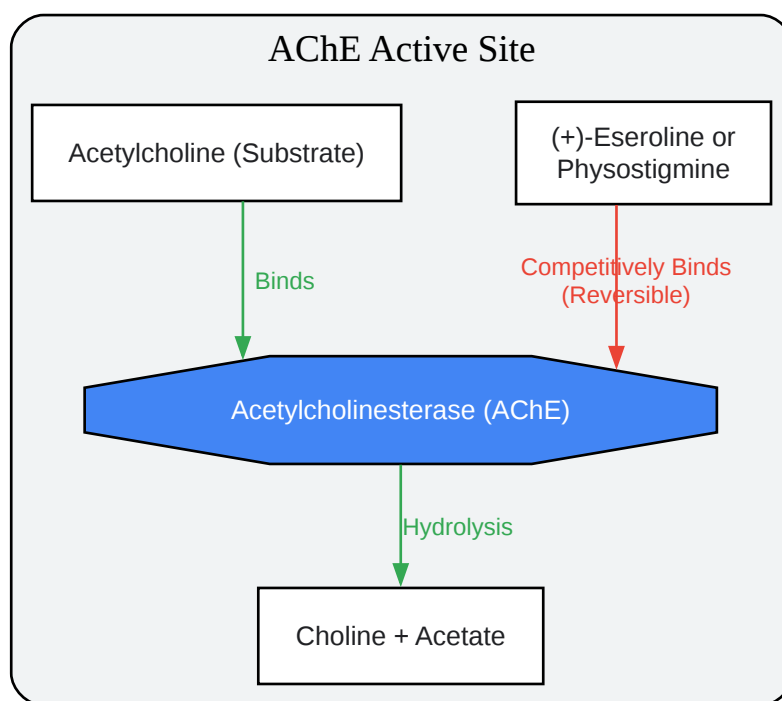 AChE Active Site
Acetylcholine (Substrate)
(+)-Eseroline or
Physostigmine
Binds
Competitively Binds
(Reversible)
Acetylcholinesterase (AChE)
Hydrolysis
Choline + Acetate